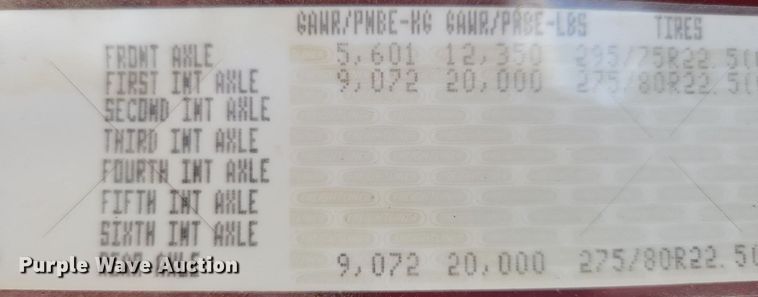 GAWR/PNBE-KG GAWR/PNBE-LBS TIRES
FRONT AXLE 5,601 12,350 295/75R22.5(
FIRST INT AXLE 9,072 20,000 275/80R22.5(
SECOND INT AXLE
THIRD INT AXLE
FOURTH INT AXLE
FIFTH INT AXLE
SIXTH INT AXLE
REAR AXLE 9,072 20,000 275/80R22.5(
Purple Wave Auction